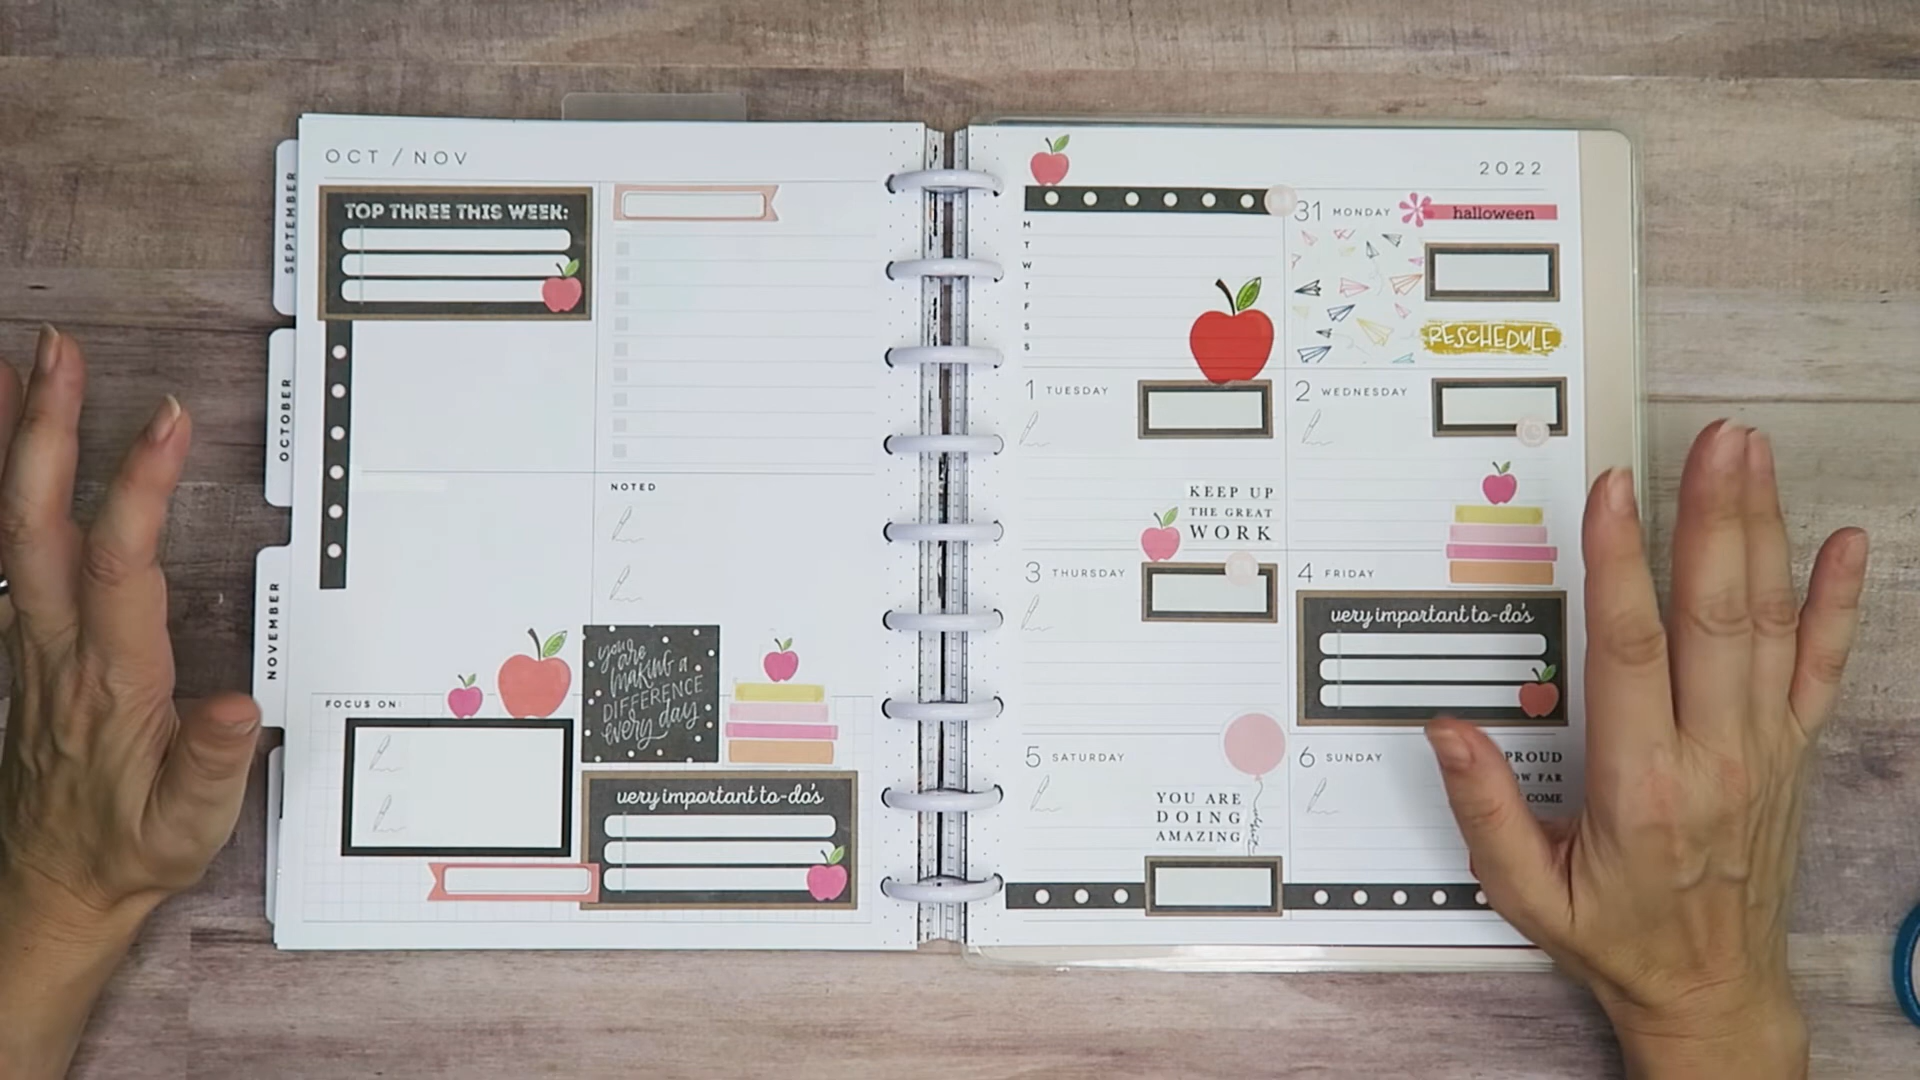 OCT / NOV
SEPTEMBER
OCTOBER
NOVEMBER
TOP THREE THIS WEEK:
NOTED
FOCUS ON:
you are
making a
DIFFERENCE
every day
very important to-do's
2022
M
T
W
T
F
S
S
31 MONDAY
halloween
RESCHEDULE
1 TUESDAY
KEEP UP
THE GREAT
WORK
2 WEDNESDAY
3 THURSDAY
4 FRIDAY
very important to-do's
5 SATURDAY
YOU ARE
DOING
AMAZING
6 SUNDAY
PROUD
FAR
COME